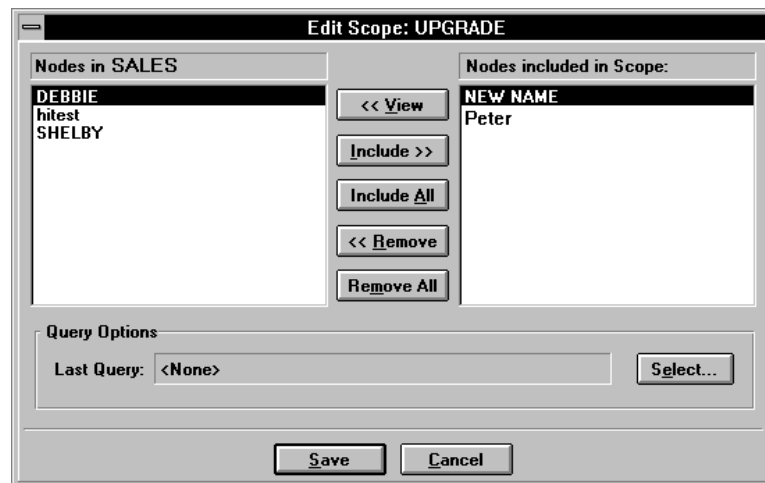 Edit Scope: UPGRADE
Nodes in SALES
Nodes included in Scope:
DEBBIE
hitest
SHELBY
<< View
Include >>
Include All
<< Remove
Remove All
NEW NAME
Peter
Query Options
Last Query: <None>
Select...
Save
Cancel